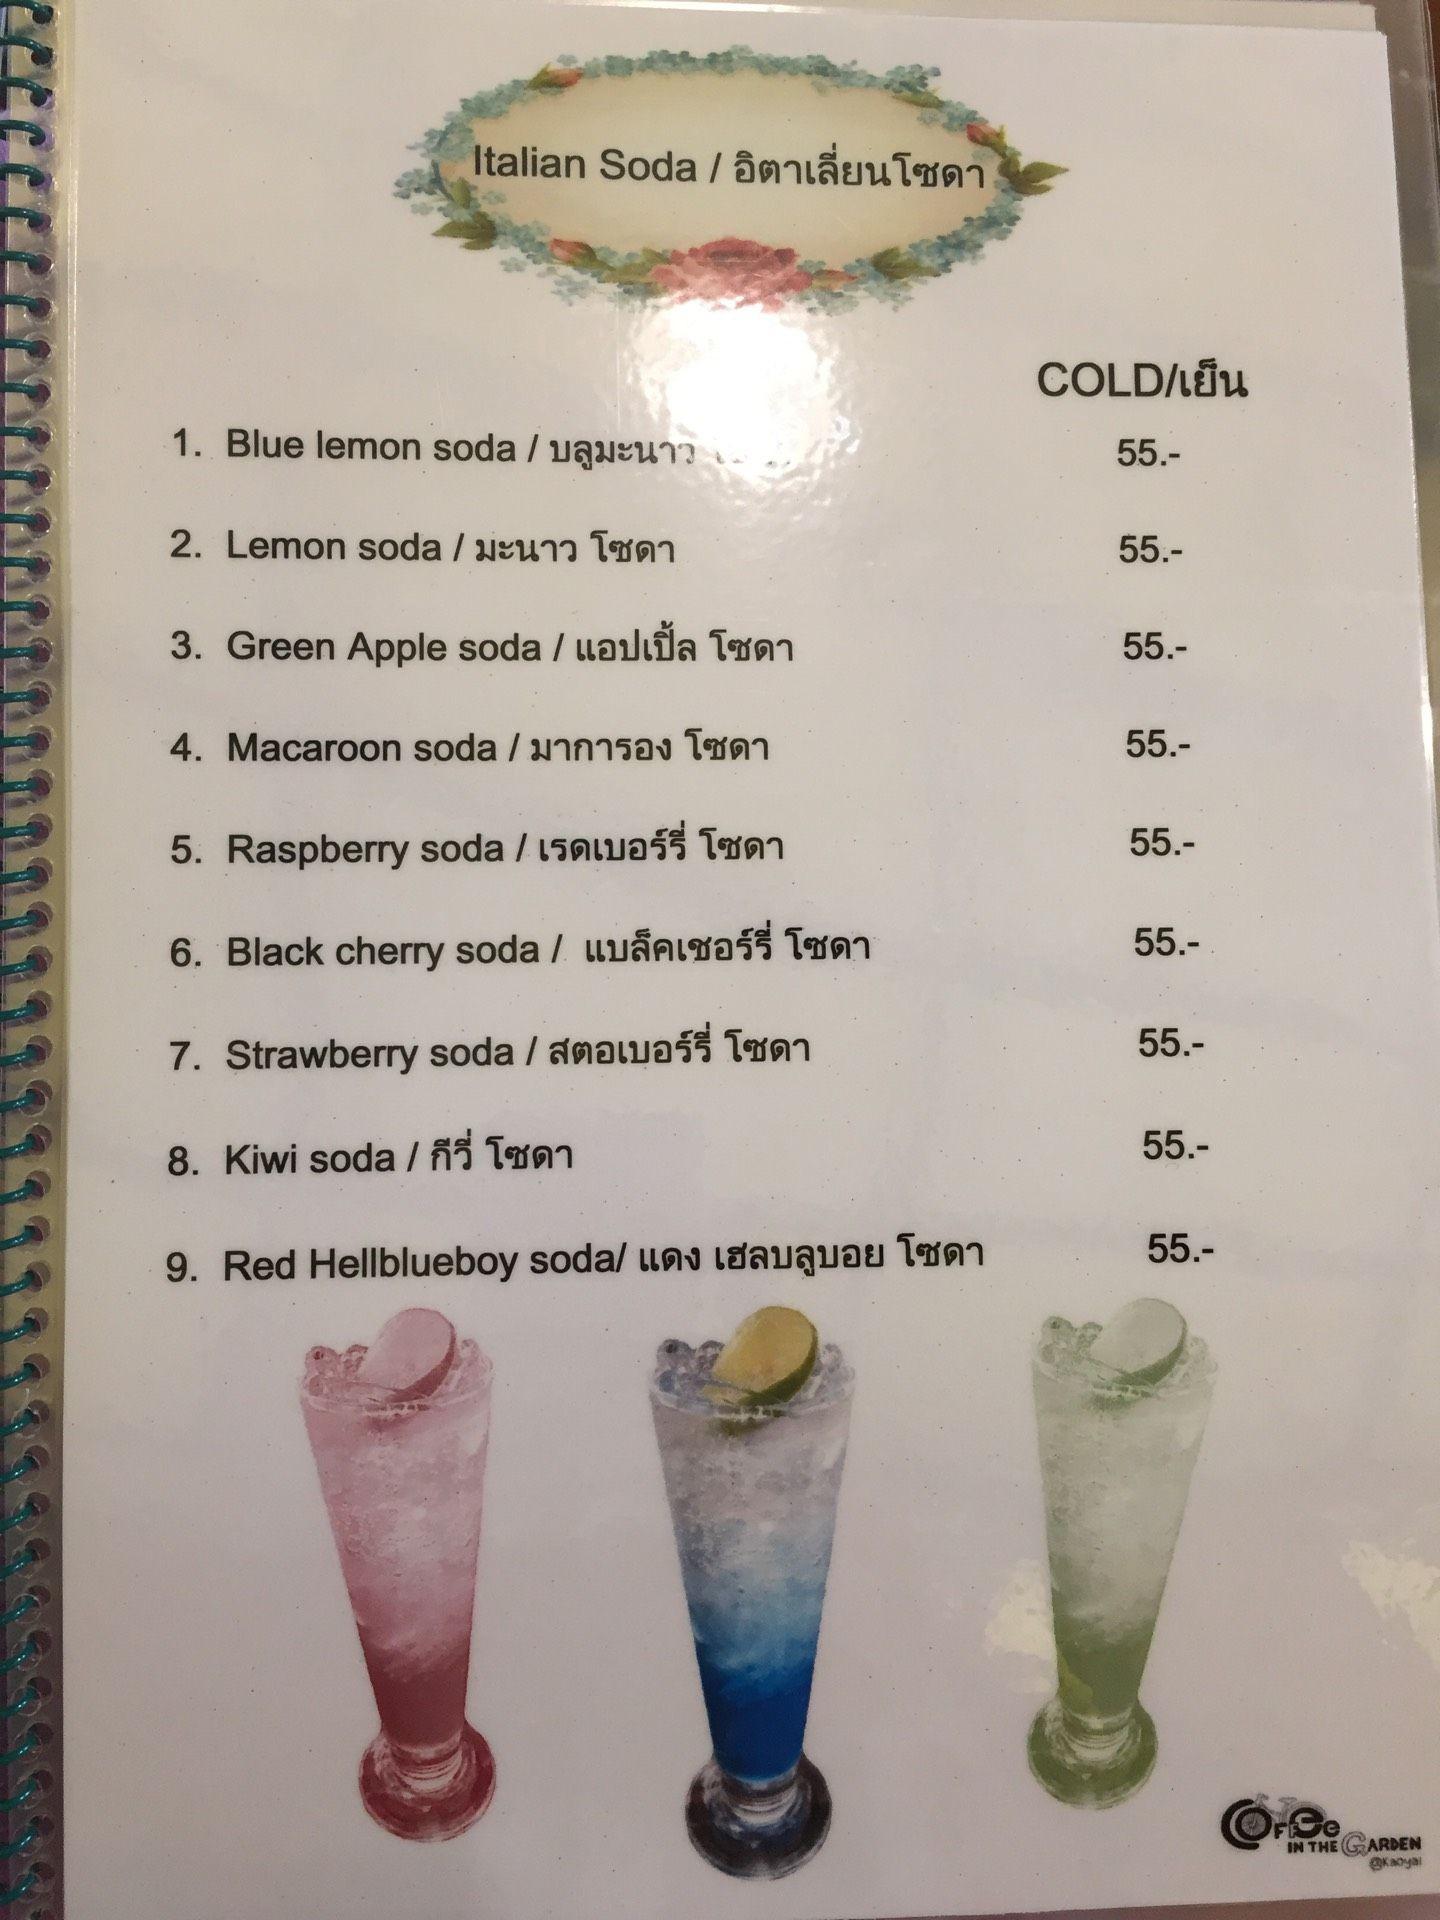 Italian Soda / อิตาเลี่ยนโซดา
COLD/เย็น
1. Blue lemon soda / บลูมะนาว 55.-
2. Lemon soda / มะนาว โซดา 55.-
3. Green Apple soda / แอปเปิ้ล โซดา 55.-
4. Macaroon soda / มาการอง โซดา 55.-
5. Raspberry soda / เรดเบอร์รี่ โซดา 55.-
6. Black cherry soda / แบล็คเชอร์รี่ โซดา 55.-
7. Strawberry soda / สตอเบอร์รี่ โซดา 55.-
8. Kiwi soda / กีวี่ โซดา 55.-
9. Red Hellblueboy soda/ แดง เฮลบลูบอย โซดา 55.-
COFFEE
IN THE GARDEN
@Kaoyai